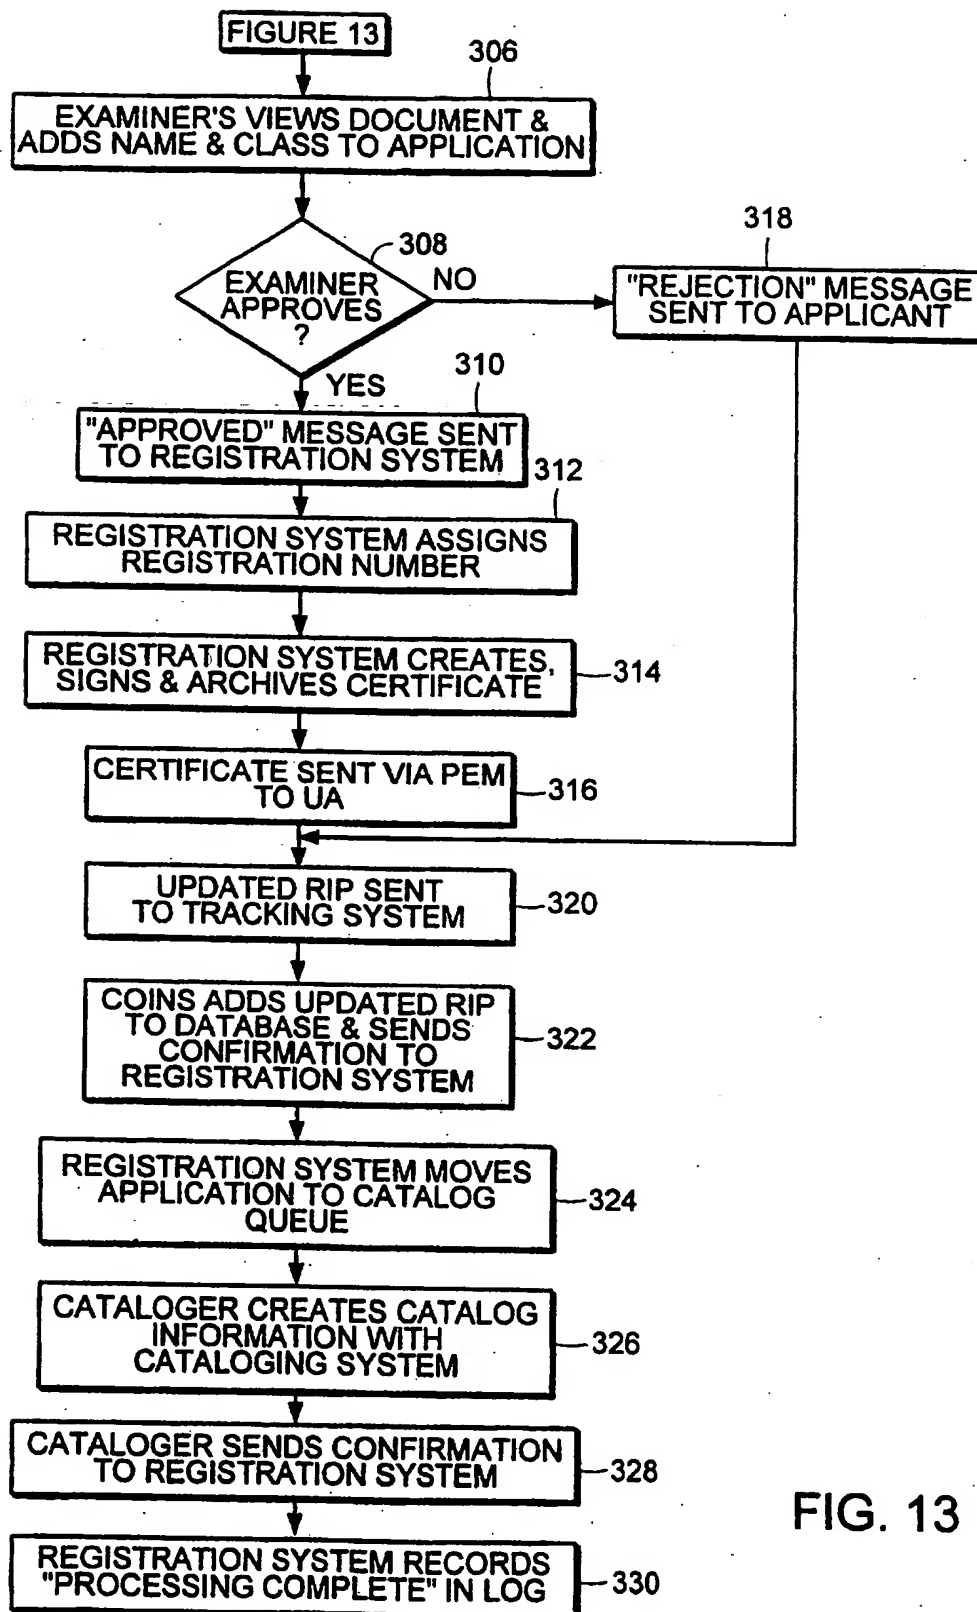 FIGURE 13
306
EXAMINER'S VIEWS DOCUMENT &
ADDS NAME & CLASS TO APPLICATION
308
EXAMINER
APPROVES
?
NO
318
"REJECTION" MESSAGE
SENT TO APPLICANT
YES
310
"APPROVED" MESSAGE SENT
TO REGISTRATION SYSTEM
312
REGISTRATION SYSTEM ASSIGNS
REGISTRATION NUMBER
REGISTRATION SYSTEM CREATES,
SIGNS & ARCHIVES CERTIFICATE
314
CERTIFICATE SENT VIA PEM
TO UA
316
UPDATED RIP SENT
TO TRACKING SYSTEM
320
COINS ADDS UPDATED RIP
TO DATABASE & SENDS
CONFIRMATION TO
REGISTRATION SYSTEM
322
REGISTRATION SYSTEM MOVES
APPLICATION TO CATALOG
QUEUE
324
CATALOGER CREATES CATALOG
INFORMATION WITH
CATALOGING SYSTEM
326
CATALOGER SENDS CONFIRMATION
TO REGISTRATION SYSTEM
328
REGISTRATION SYSTEM RECORDS
"PROCESSING COMPLETE" IN LOG
330
FIG. 13